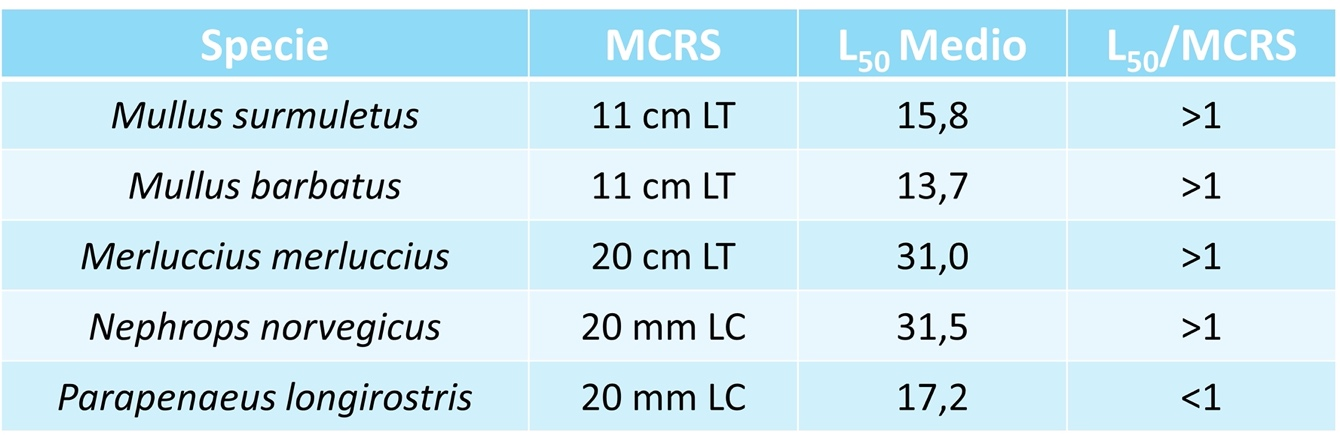 Specie MCRS L50 Medio L50/MCRS
Mullus surmuletus 11 cm LT 15,8 >1
Mullus barbatus 11 cm LT 13,7 >1
Merluccius merluccius 20 cm LT 31,0 >1
Nephrops norvegicus 20 mm LC 31,5 >1
Parapenaeus longirostris 20 mm LC 17,2 <1